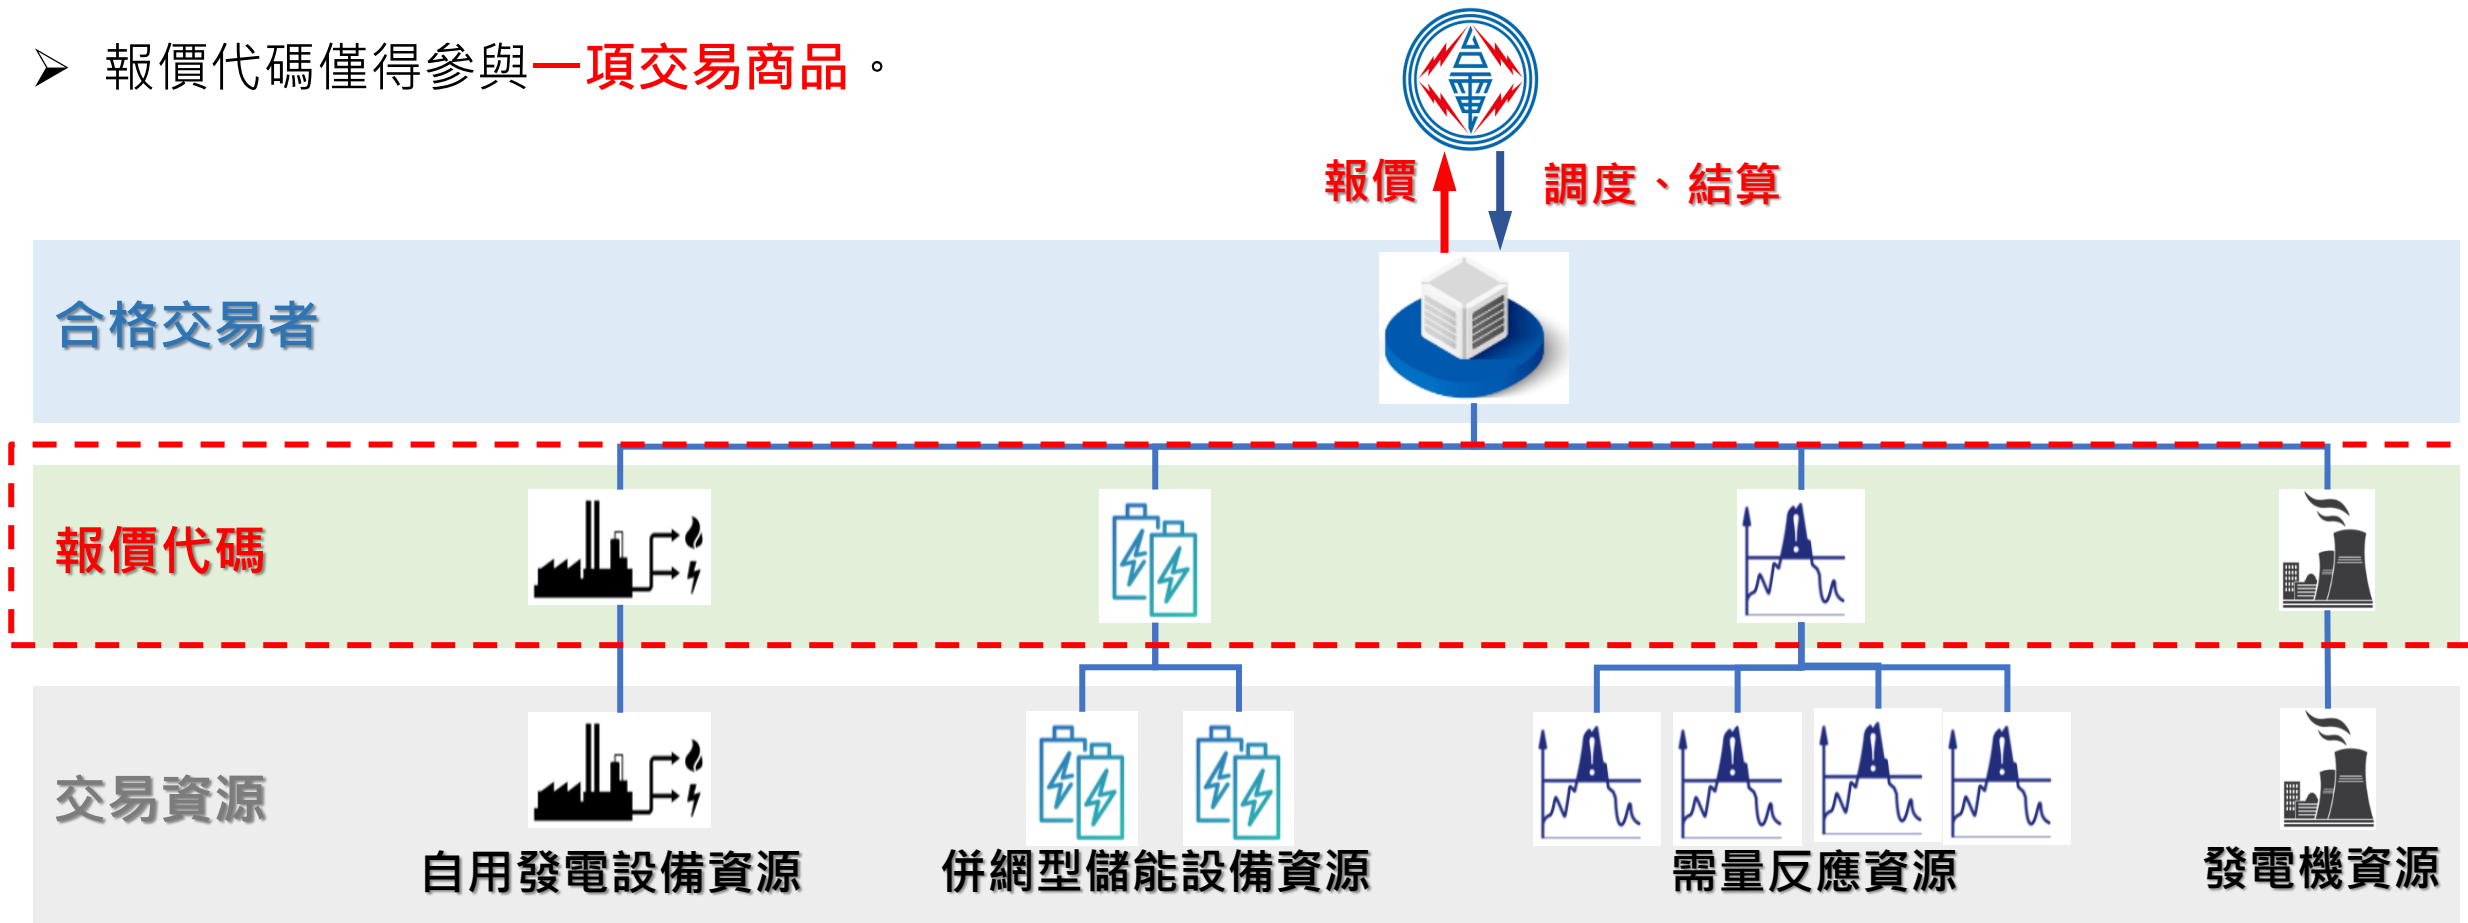 ➢ 報價代碼僅得參與一項交易商品。
台電
報價
調度、結算
合格交易者
報價代碼
交易資源
自用發電設備資源
併網型儲能設備資源
需量反應資源
發電機資源